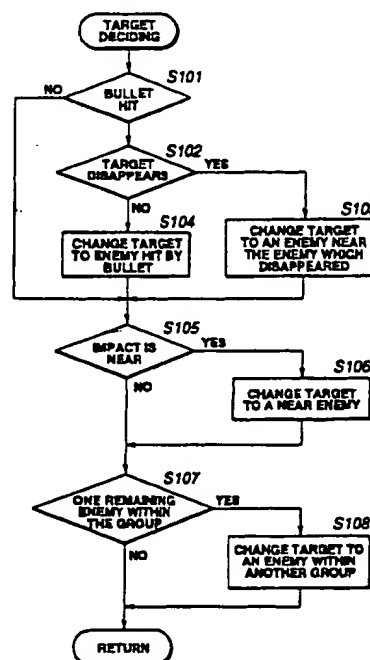 TARGET
DECIDING
S101
NO
BULLET
HIT
S102
TARGET
DISAPPEARS
YES
NO
S104
CHANGE TARGET
TO ENEMY HIT BY
BULLET
CHANGE TARGET
TO AN ENEMY NEAR
THE ENEMY WHICH
DISAPPEARED
S105
IMPACT IS
NEAR
YES
NO
S106
CHANGE TARGET
TO A NEAR ENEMY
S107
ONE REMAINING
ENEMY WITHIN
THE GROUP
YES
NO
S108
CHANGE TARGET TO
AN ENEMY WITHIN
ANOTHER GROUP
RETURN